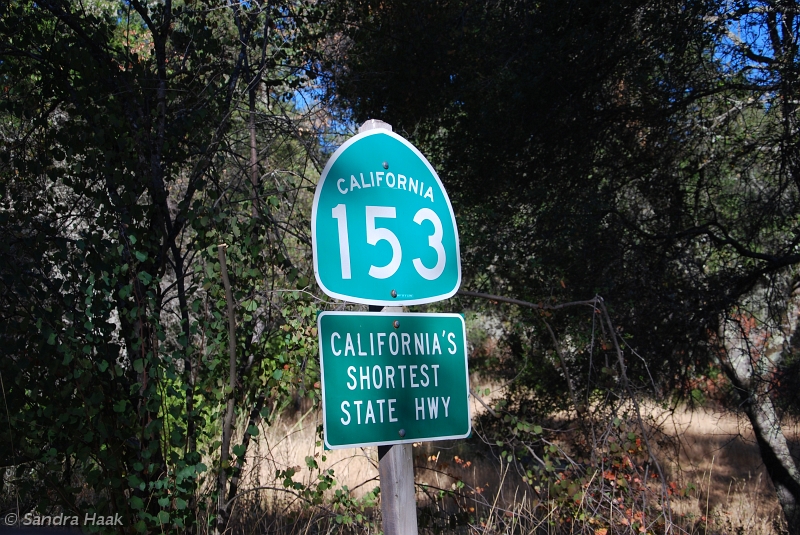 CALIFORNIA
153
CALIFORNIA'S
SHORTEST
STATE HWY
© Sandra Haak